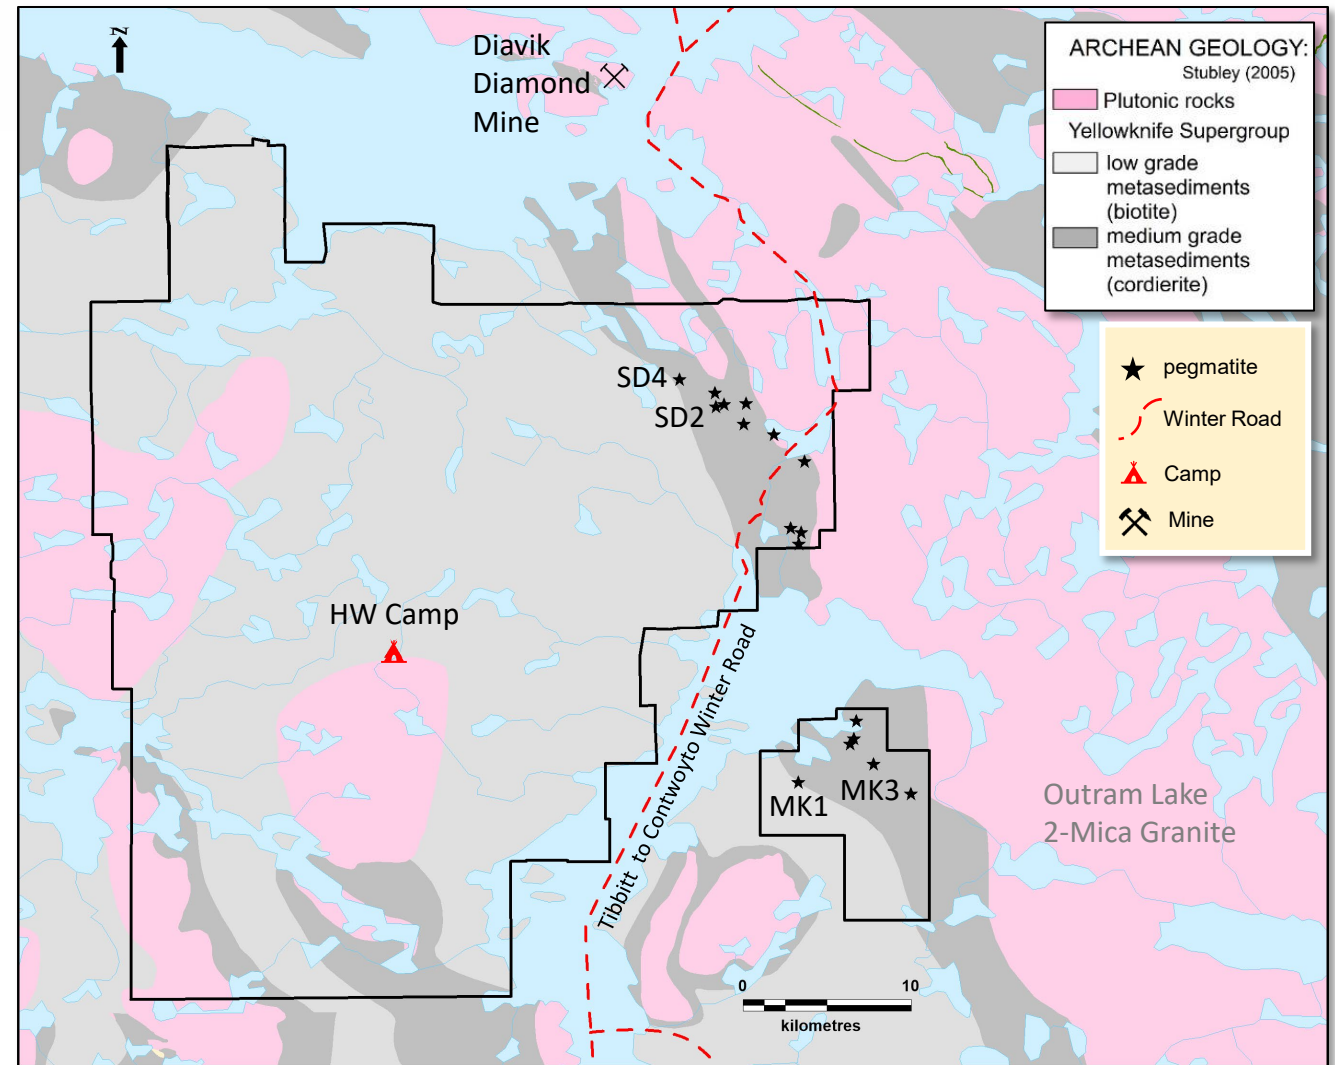 N
Diavik
Diamond
Mine
ARCHEAN GEOLOGY:
Stubley (2005)
Plutonic rocks
Yellowknife Supergroup
low grade
metasediments
(biotite)
medium grade
metasediments
(cordierite)
pegmatite
Winter Road
Camp
Mine
SD4
SD2
HW Camp
Tibbitt to Contwoyto Winter Road
MK1
MK3
Outram Lake
2-Mica Granite
0 10
kilometres